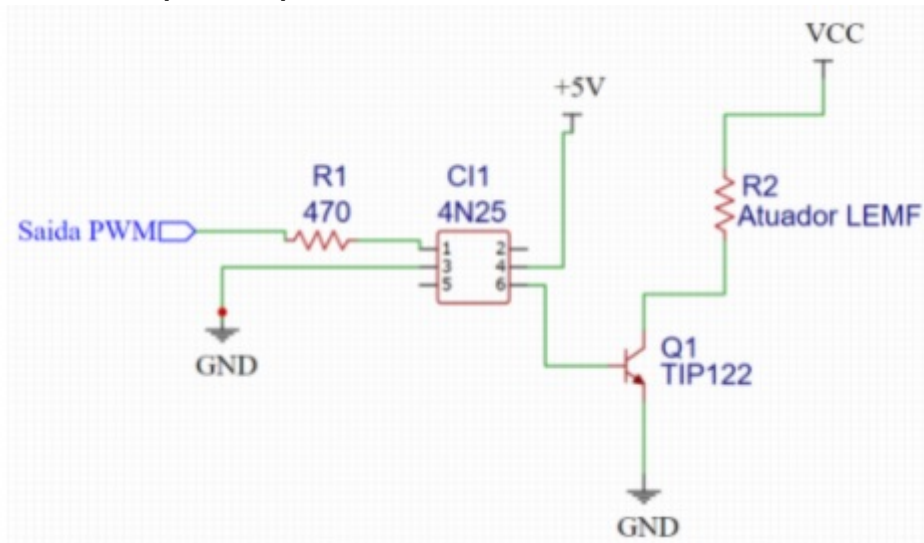 VCC
+5V
R1
470
CI1
4N25
R2
Atuador LEMF
Saida PWM
1
2
3
4
5
6
GND
Q1
TIP122
GND